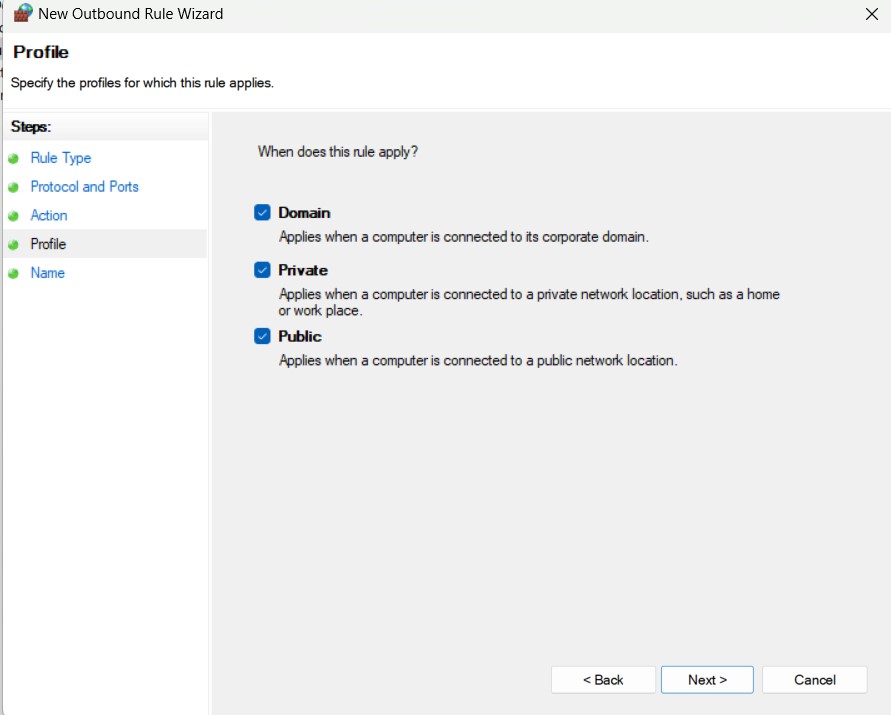 New Outbound Rule Wizard
Profile
Specify the profiles for which this rule applies.
Steps:
Rule Type
Protocol and Ports
Action
Profile
Name
When does this rule apply?
Domain
Applies when a computer is connected to its corporate domain.
Private
Applies when a computer is connected to a private network location, such as a home
or work place.
Public
Applies when a computer is connected to a public network location.
< Back
Next >
Cancel